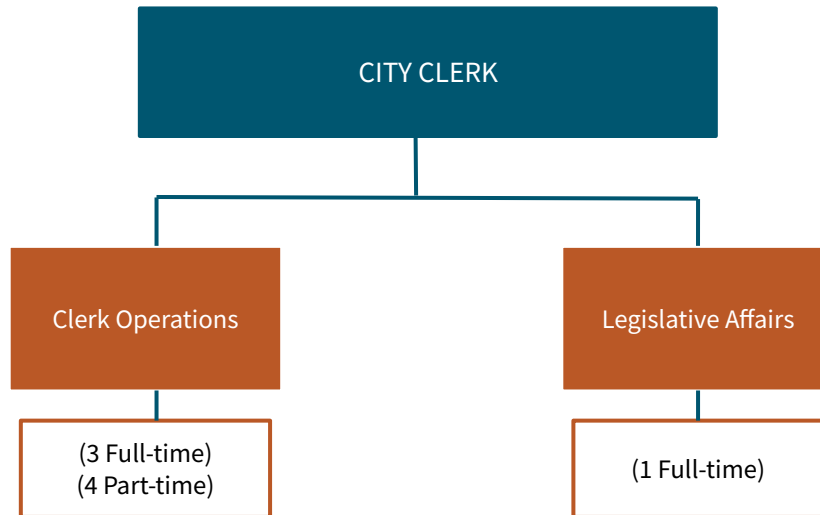 CITY CLERK
Clerk Operations
Legislative Affairs
(3 Full-time)
(4 Part-time)
(1 Full-time)